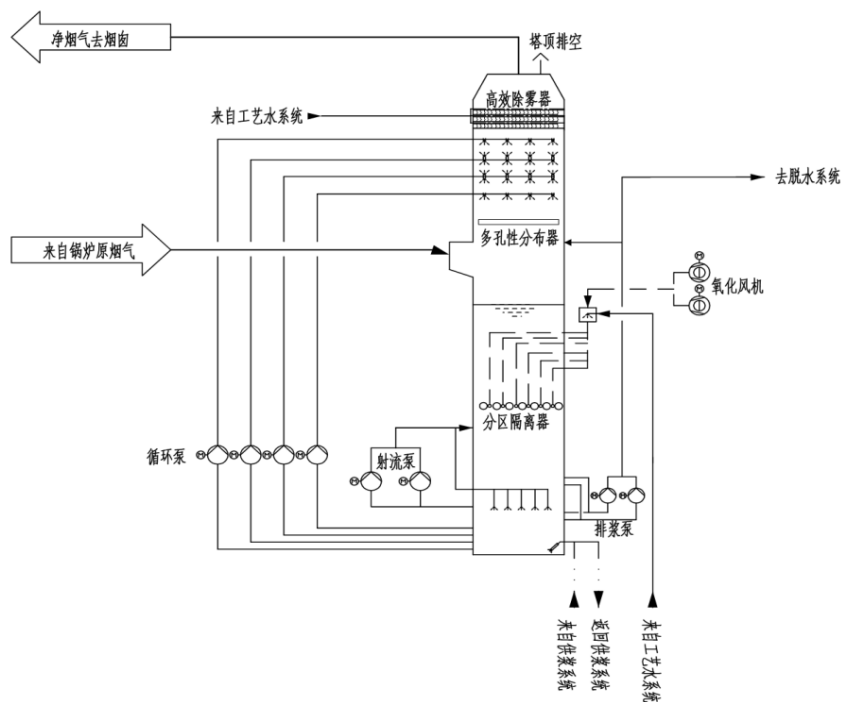 净烟气去烟囱
塔顶排空
高效除雾器
来自工艺水系统
去脱水系统
来自锅炉原烟气
多孔性分布器
氧化风机
分区隔离器
循环泵
射流泵
排浆泵
来自供浆系统
返回供浆系统
来自工艺水系统